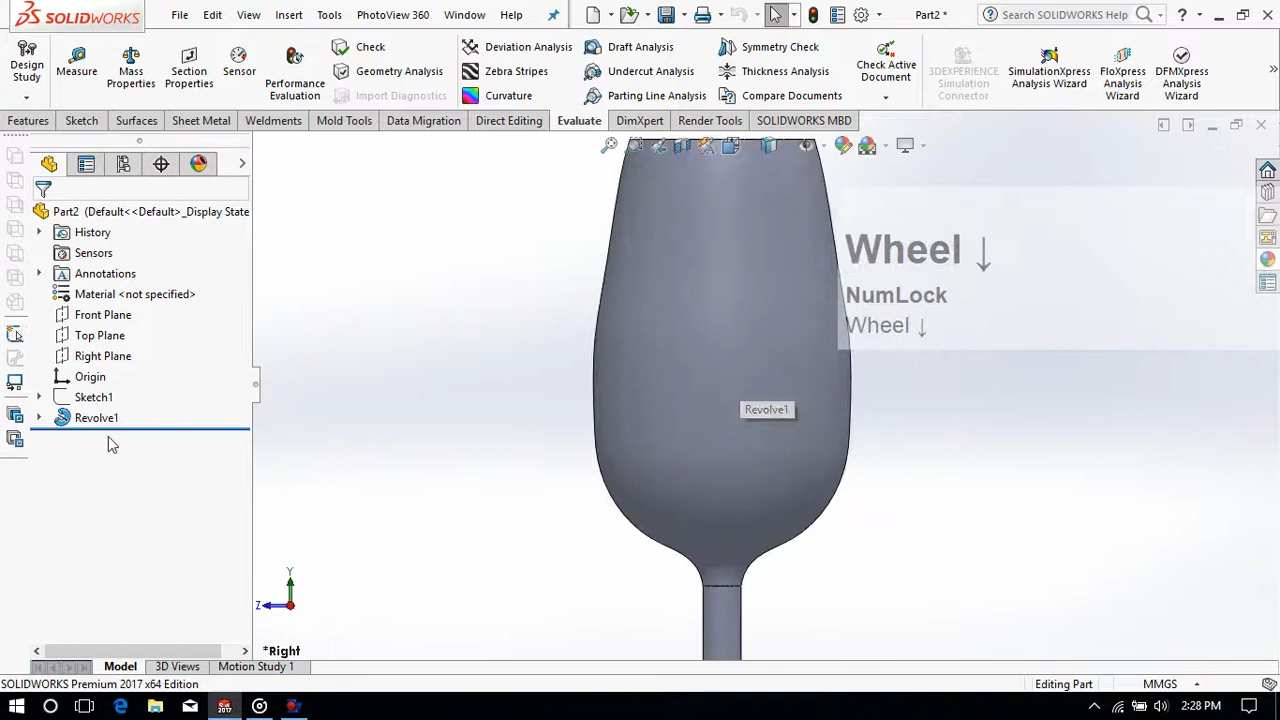 DS SOLIDWORKS
File
Edit
View
Insert
Tools
PhotoView 360
Window
Help
Part2 *
Search SOLIDWORKS Help
?
Design Study
Measure
Mass Properties
Section Properties
Sensor
Performance Evaluation
Check
Geometry Analysis
Import Diagnostics
Deviation Analysis
Zebra Stripes
Curvature
Draft Analysis
Undercut Analysis
Parting Line Analysis
Symmetry Check
Thickness Analysis
Compare Documents
Check Active Document
3DEXPERIENCE Simulation Connector
SimulationXpress Analysis Wizard
FloXpress Analysis Wizard
DFMXpress Analysis Wizard
Features
Sketch
Surfaces
Sheet Metal
Weldments
Mold Tools
Data Migration
Direct Editing
Evaluate
DimXpert
Render Tools
SOLIDWORKS MBD
Part2 (Default<<Default>_Display State
History
Sensors
Annotations
Material <not specified>
Front Plane
Top Plane
Right Plane
Origin
Sketch1
Revolve1
Wheel ↓
NumLock
Wheel ↓
Revolve1
Y
Z
*Right
Model
3D Views
Motion Study 1
SOLIDWORKS Premium 2017 x64 Edition
Editing Part
MMGS
2:28 PM